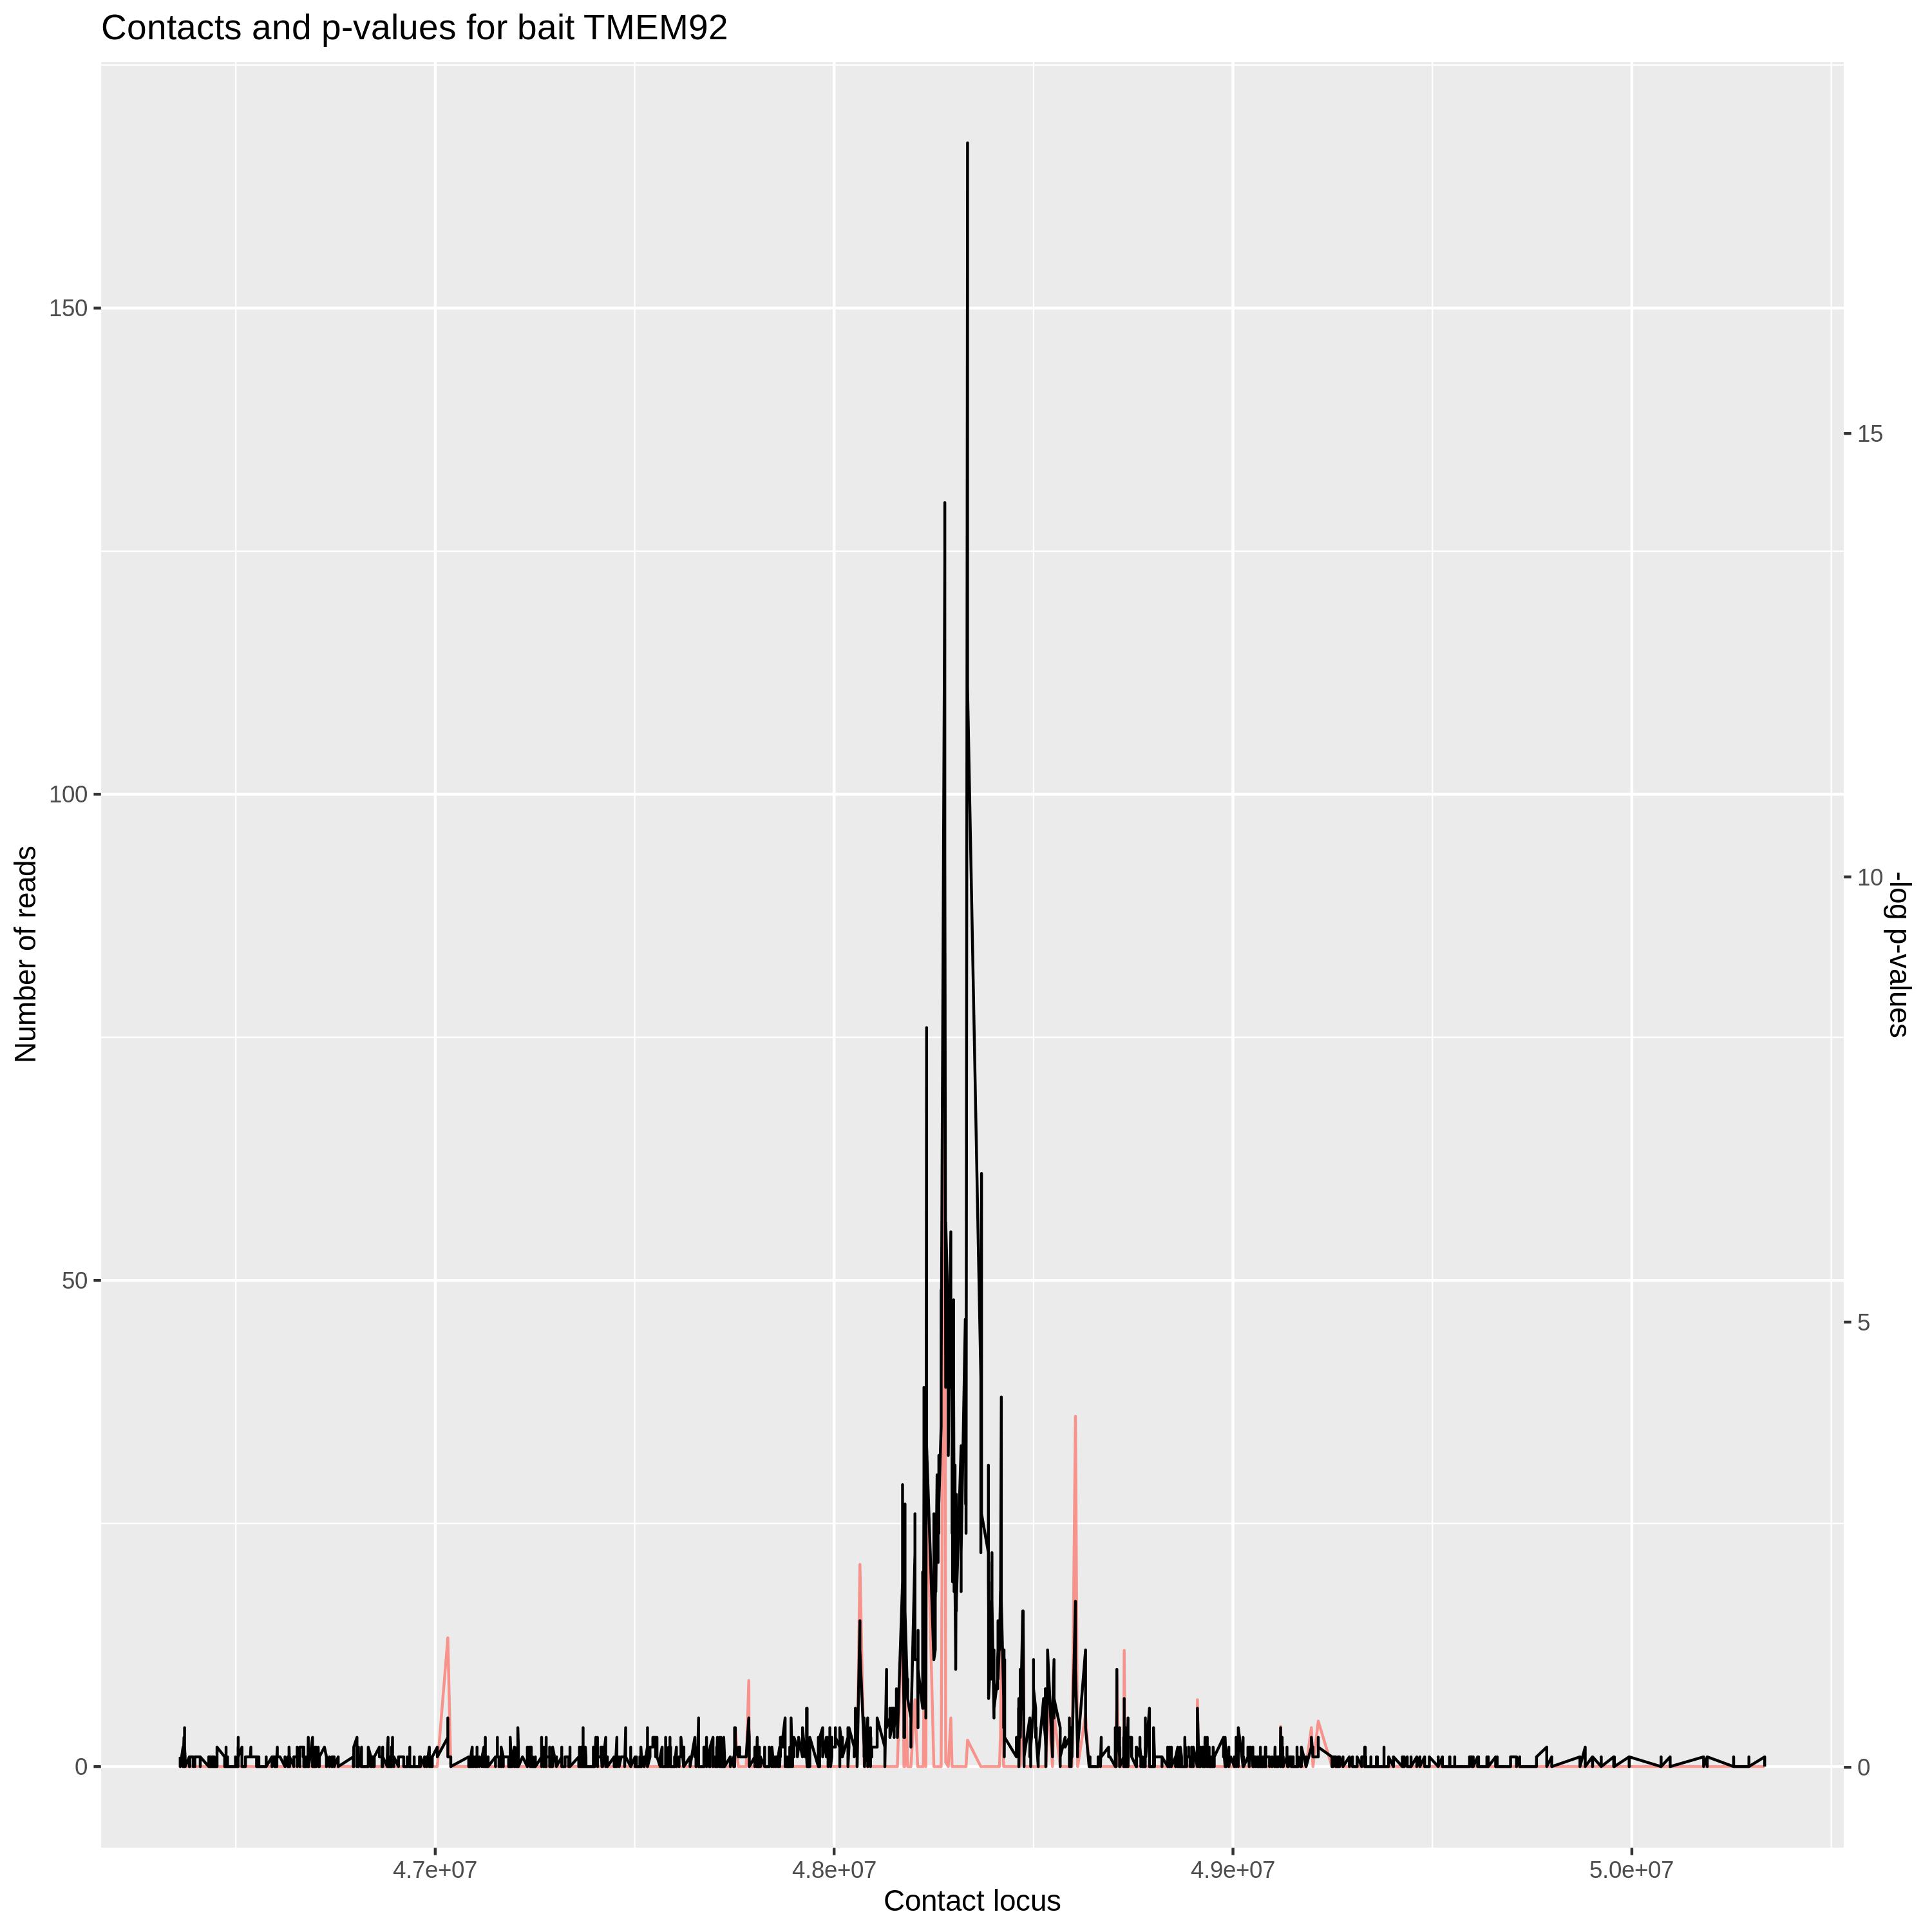 Contacts and p-values for bait TMEM92
150
100
50
0
15
10
5
0
Number of reads
-log p-values
4.7e+07
4.8e+07
4.9e+07
5.0e+07
Contact locus